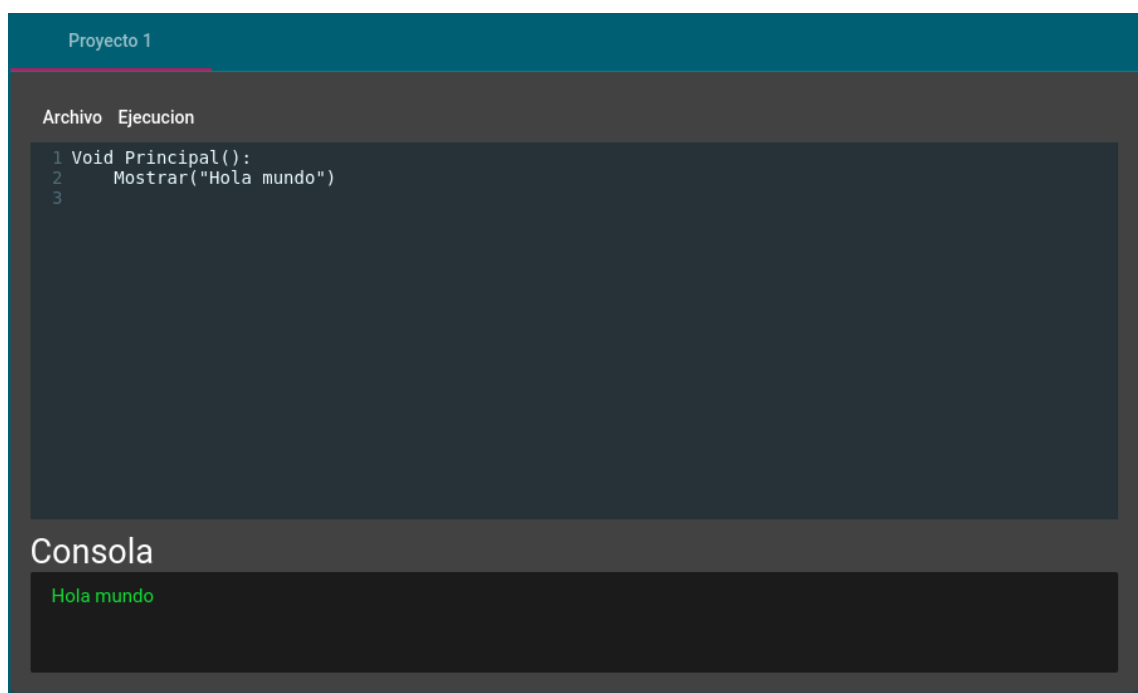 Proyecto 1
Archivo Ejecucion
1 Void Principal():
2     Mostrar("Hola mundo")
3
Consola
Hola mundo